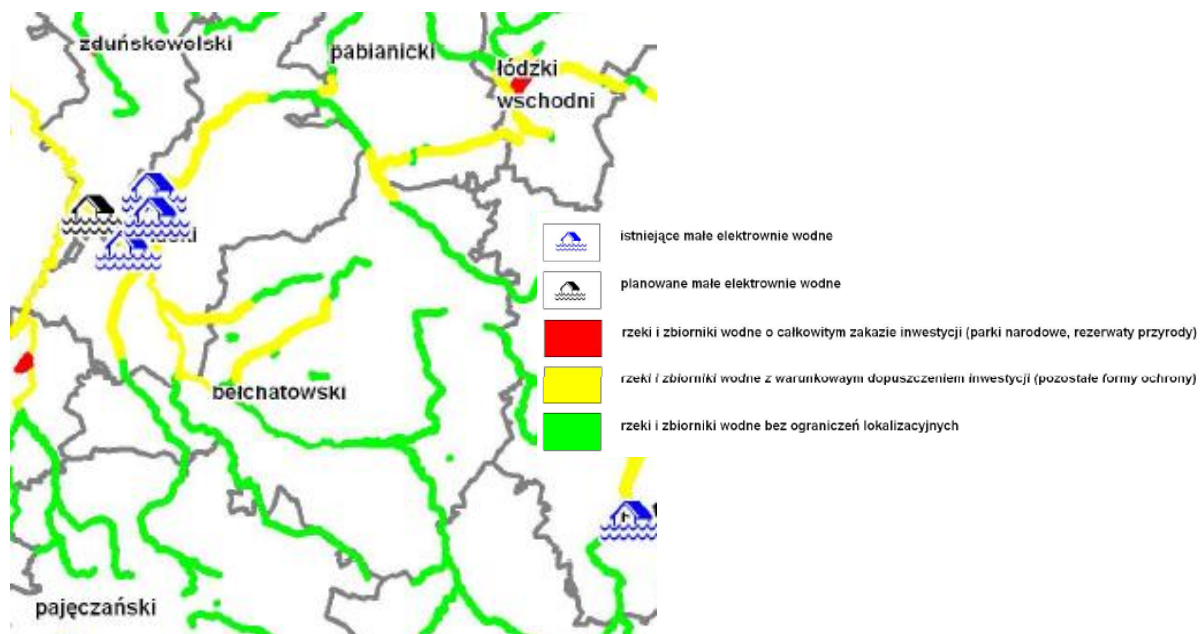 zduńskowolski
pabianicki
łódzki
wschodni
bełchatowski
pajęczański
istniejące małe elektrownie wodne
planowane małe elektrownie wodne
rzeki i zbiorniki wodne o całkowitym zakazie inwestycji (parki narodowe, rezerwaty przyrody)
rzeki i zbiorniki wodne z warunkowaym dopuszczeniem inwestycji (pozostałe formy ochrony)
rzeki i zbiorniki wodne bez ograniczeń lokalizacyjnych